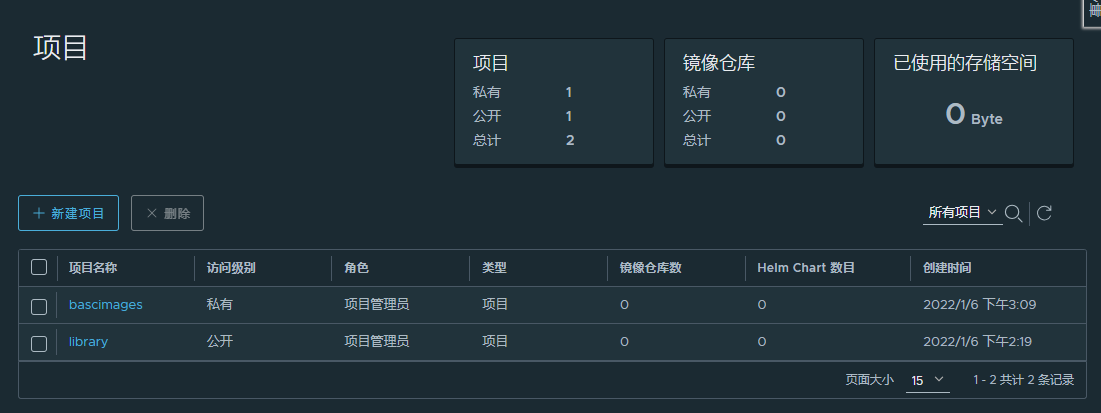 项目
项目
私有 1
公开 1
总计 2
镜像仓库
私有 0
公开 0
总计 0
已使用的存储空间
0 Byte
+ 新建项目
× 删除
所有项目
项目名称 访问级别 角色 类型 镜像仓库数 Helm Chart 数目 创建时间
bascimages 私有 项目管理员 项目 0 0 2022/1/6 下午3:09
library 公开 项目管理员 项目 0 0 2022/1/6 下午2:19
页面大小 15 1 - 2 共计 2 条记录